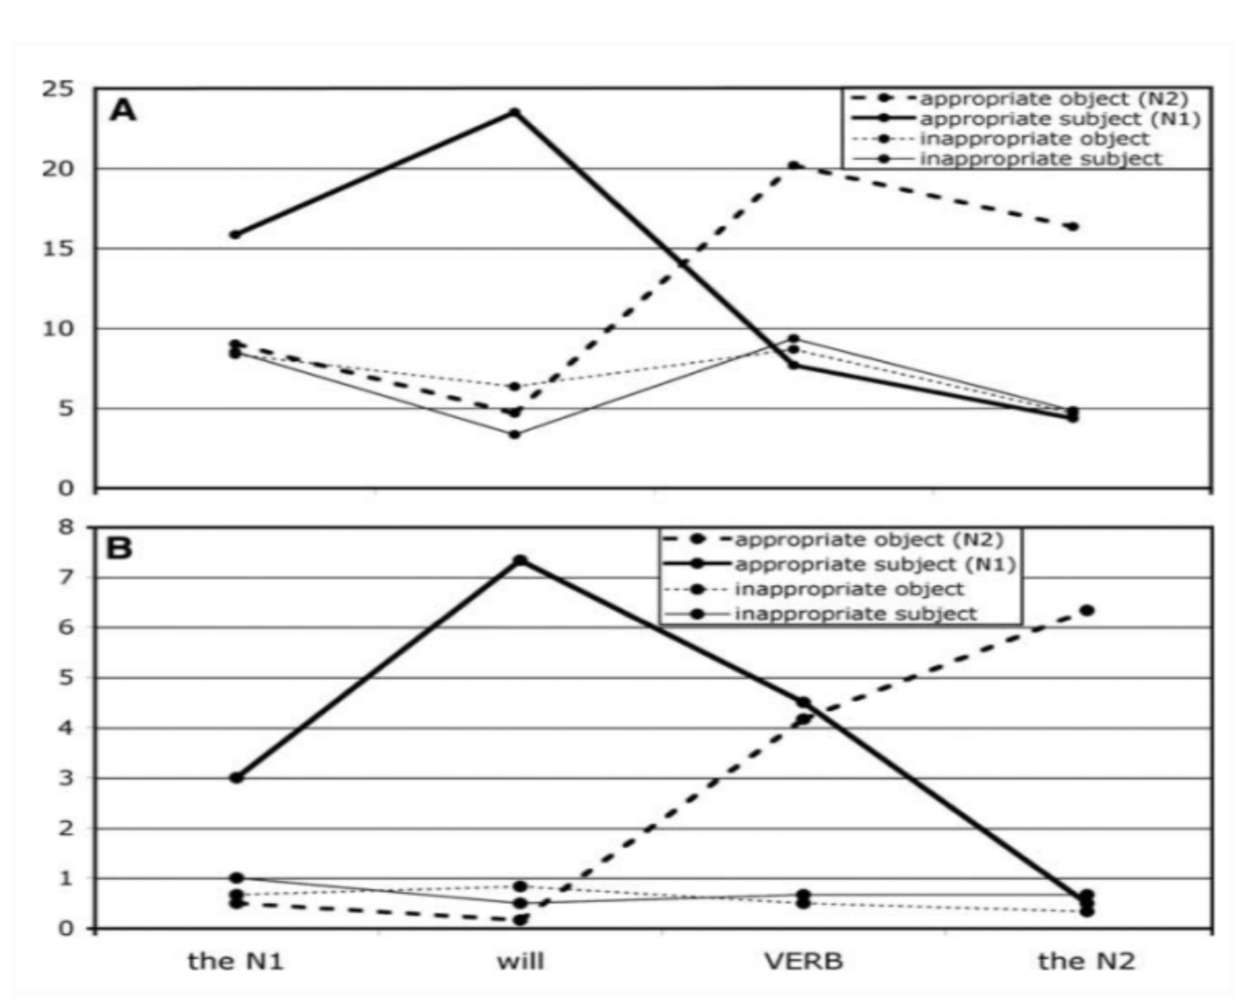 25
A
appropriate object (N2)
appropriate subject (N1)
inappropriate object
inappropriate subject
20
15
10
5
0
8
B
appropriate object (N2)
appropriate subject (N1)
inappropriate object
inappropriate subject
7
6
5
4
3
2
1
0
the N1 will VERB the N2